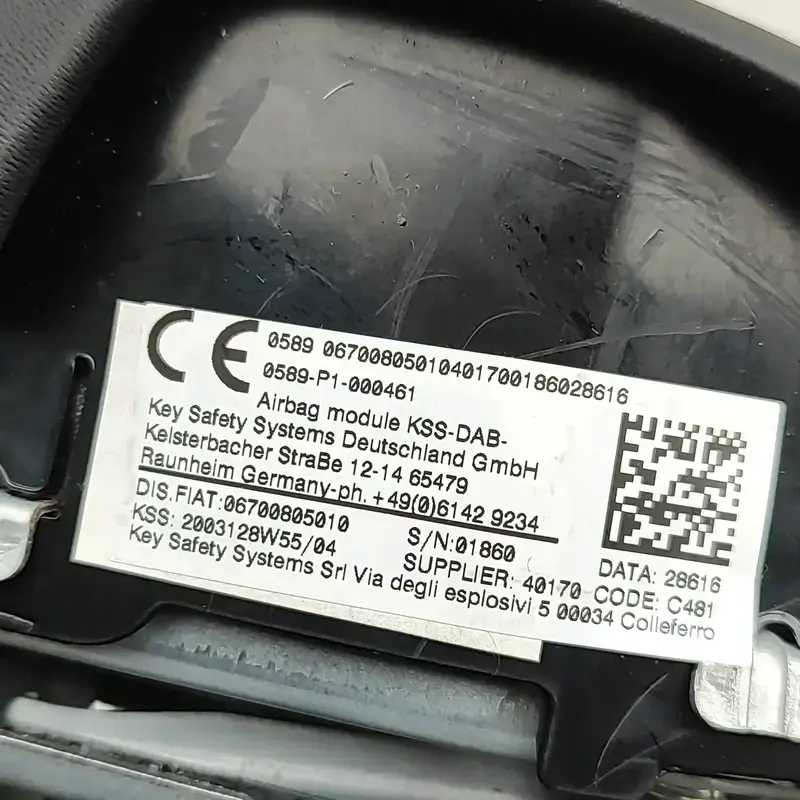 CE 0589 06700805010401700186028616
0589-P1-000461
Airbag module KSS-DAB-
Key Safety Systems Deutschland GmbH
Kelsterbacher StraBe 12-14 65479
Raunheim Germany-ph. +49(0)6142 9234
DIS.FIAT:06700805010 S/N:01860 DATA: 28616
KSS: 2003128W55/04 SUPPLIER: 40170 CODE: C481
Key Safety Systems Srl Via degli esplosivi 5 00034 Colleferro